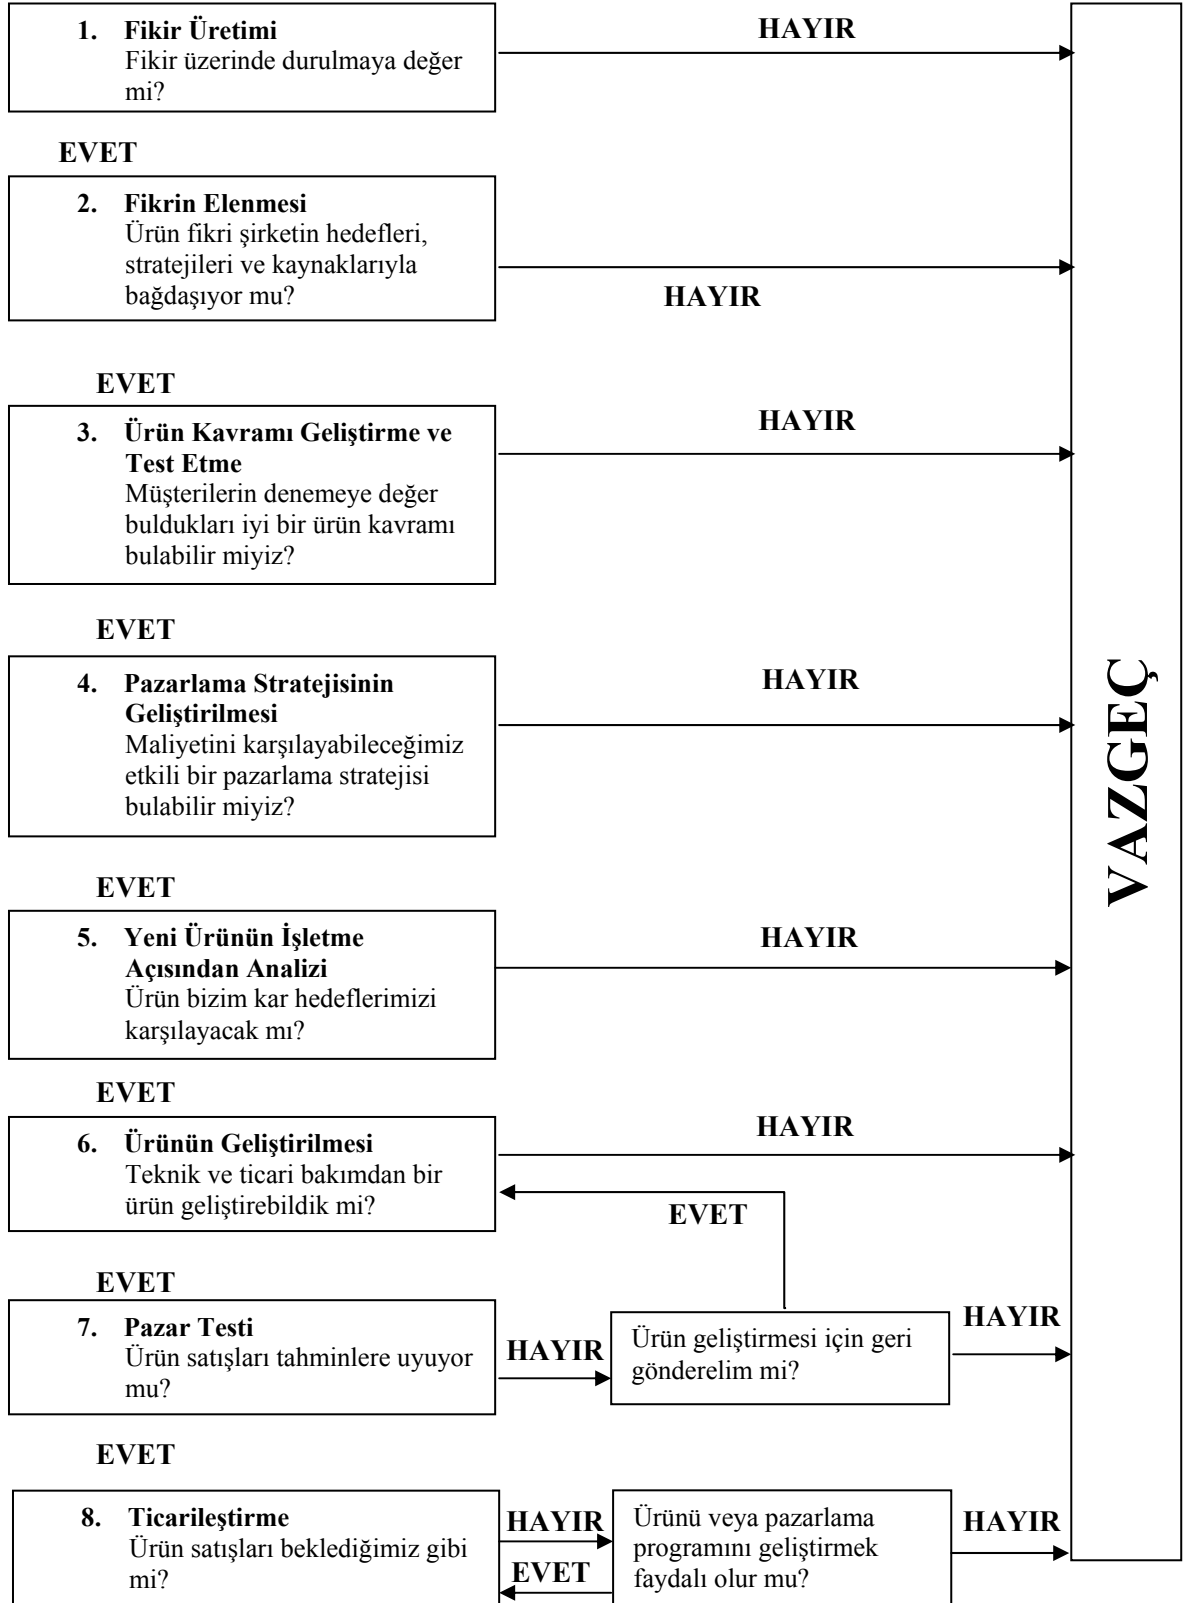 1. Fikir Üretimi
Fikir üzerinde durulmaya değer
mi?
HAYIR
EVET
2. Fikrin Elenmesi
Ürün fikri şirketin hedefleri,
stratejileri ve kaynaklarıyla
bağdaşıyor mu?
HAYIR
EVET
3. Ürün Kavramı Geliştirme ve
Test Etme
Müşterilerin denemeye değer
buldukları iyi bir ürün kavramı
bulabilir miyiz?
HAYIR
EVET
4. Pazarlama Stratejisinin
Geliştirilmesi
Maliyetini karşılayabileceğimiz
etkili bir pazarlama stratejisi
bulabilir miyiz?
HAYIR
VAZGEÇ
EVET
5. Yeni Ürünün İşletme
Açısından Analizi
Ürün bizim kar hedeflerimizi
karşılayacak mı?
HAYIR
EVET
6. Ürünün Geliştirilmesi
Teknik ve ticari bakımdan bir
ürün geliştirebildik mi?
HAYIR
EVET
EVET
7. Pazar Testi
Ürün satışları tahminlere uyuyor
mu?
HAYIR
Ürün geliştirmesi için geri
gönderelim mi?
HAYIR
EVET
8. Ticarileştirme
Ürün satışları beklediğimiz gibi
mi?
HAYIR
EVET
Ürünü veya pazarlama
programını geliştirmek
faydalı olur mu?
HAYIR